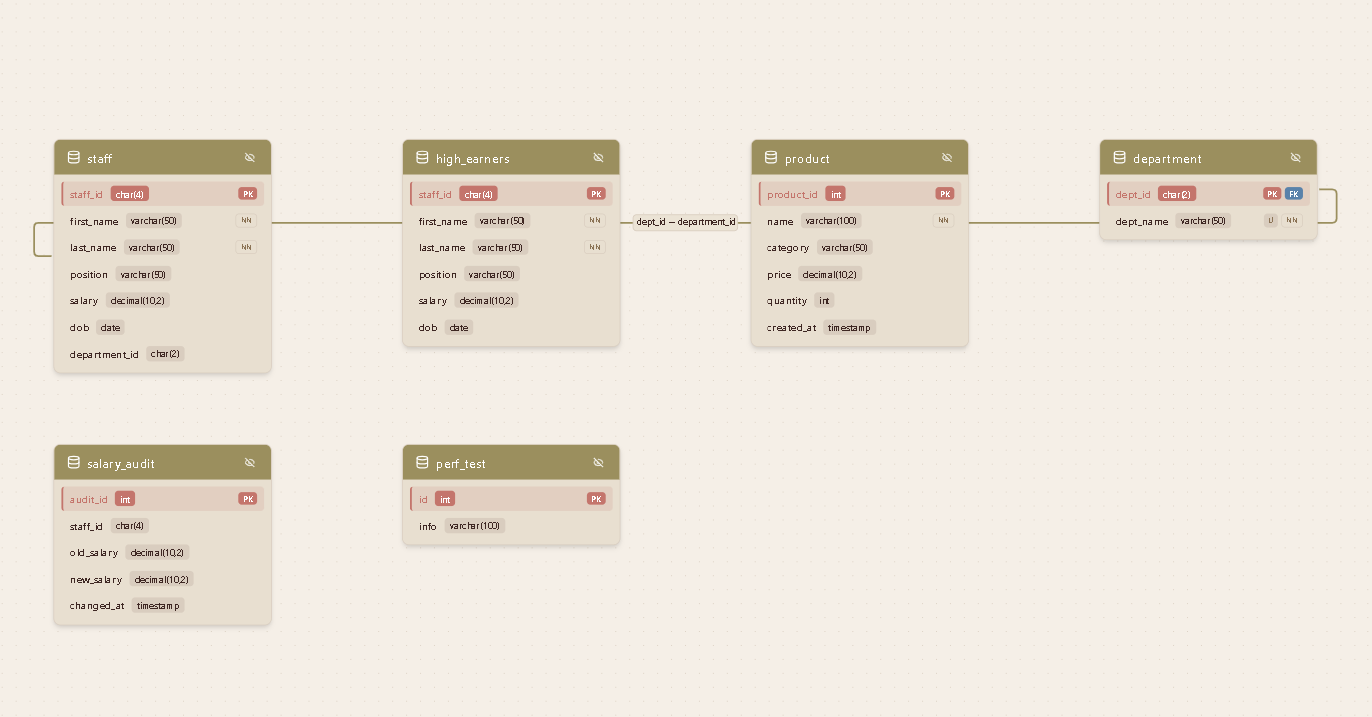 staff
staff_id char(4) PK
first_name varchar(50) NN
last_name varchar(50) NN
position varchar(50)
salary decimal(10,2)
dob date
department_id char(2)
high_earners
staff_id char(4) PK
first_name varchar(50) NN
last_name varchar(50) NN
position varchar(50)
salary decimal(10,2)
dob date
dept_id → department_id
product
product_id int PK
name varchar(100) NN
category varchar(50)
price decimal(10,2)
quantity int
created_at timestamp
department
dept_id char(2) PK FK
dept_name varchar(50) U NN
salary_audit
audit_id int PK
staff_id char(4)
old_salary decimal(10,2)
new_salary decimal(10,2)
changed_at timestamp
perf_test
id int PK
info varchar(100)